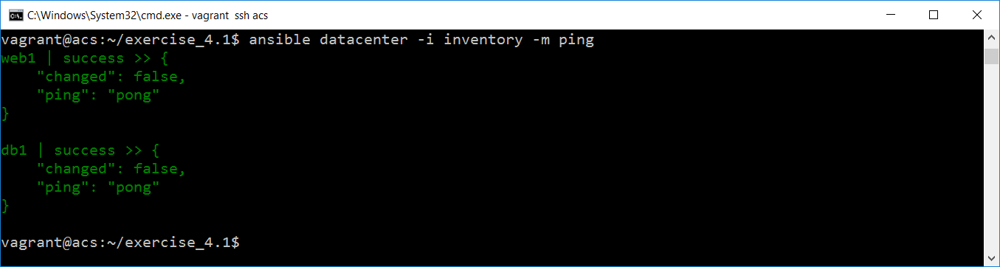 C:\Windows\System32\cmd.exe - vagrant  ssh acs
vagrant@acs:~/exercise_4.1$ ansible datacenter -i inventory -m ping
web1 | success >> {
    "changed": false,
    "ping": "pong"
}

db1 | success >> {
    "changed": false,
    "ping": "pong"
}

vagrant@acs:~/exercise_4.1$